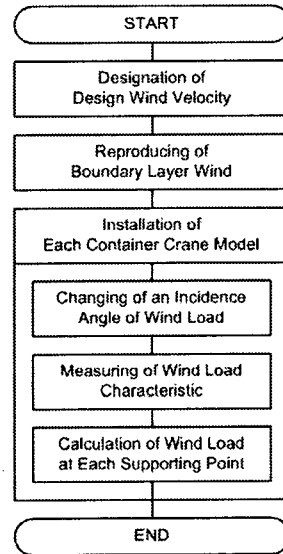 START
Designation of
Design Wind Velocity
Reproducing of
Boundary Layer Wind
Installation of
Each Container Crane Model
Changing of an Incidence
Angle of Wind Load
Measuring of Wind Load
Characteristic
Calculation of Wind Load
at Each Supporting Point
END